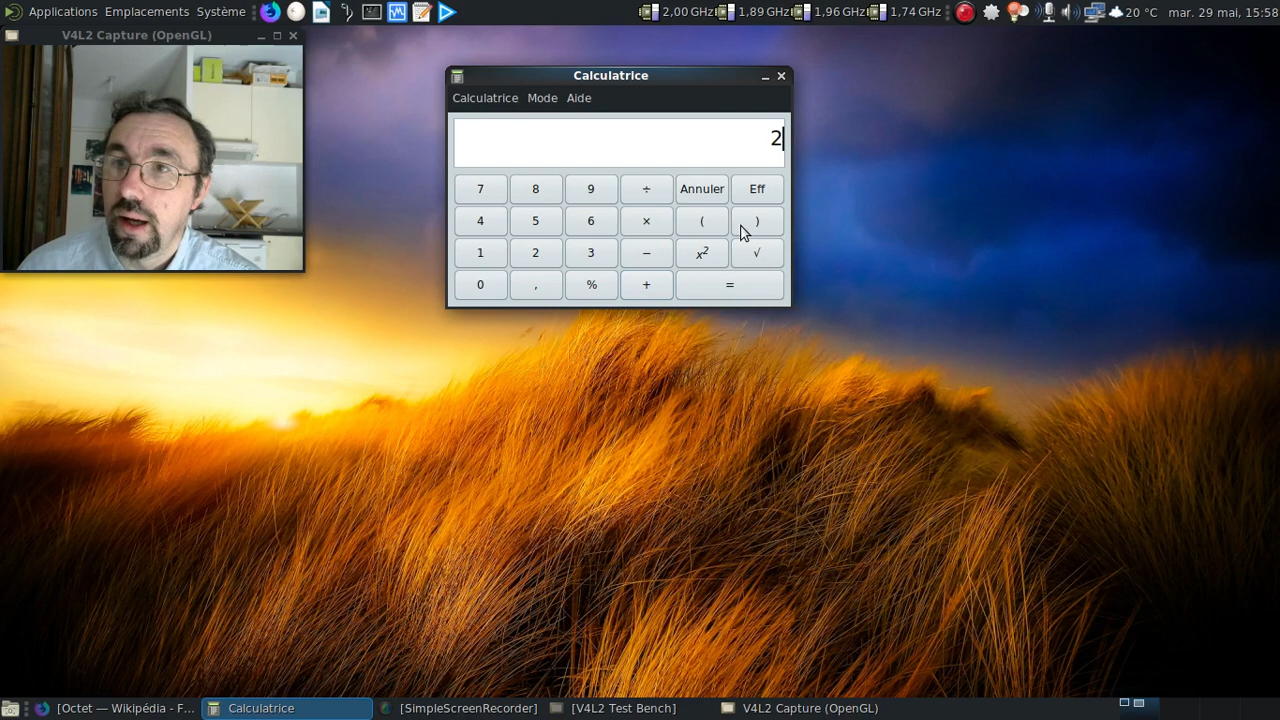 Applications Emplacements Système
2,00 GHz 1,89 GHz 1,96 GHz 1,74 GHz 20 °C mar. 29 mai, 15:58
V4L2 Capture (OpenGL)
Calculatrice
Calculatrice Mode Aide
2
7 8 9 ÷ Annuler Eff
4 5 6 × ( )
1 2 3 − x² √
0 , % + =
[Octet — Wikipédia - F... Calculatrice [SimpleScreenRecorder] [V4L2 Test Bench] V4L2 Capture (OpenGL)